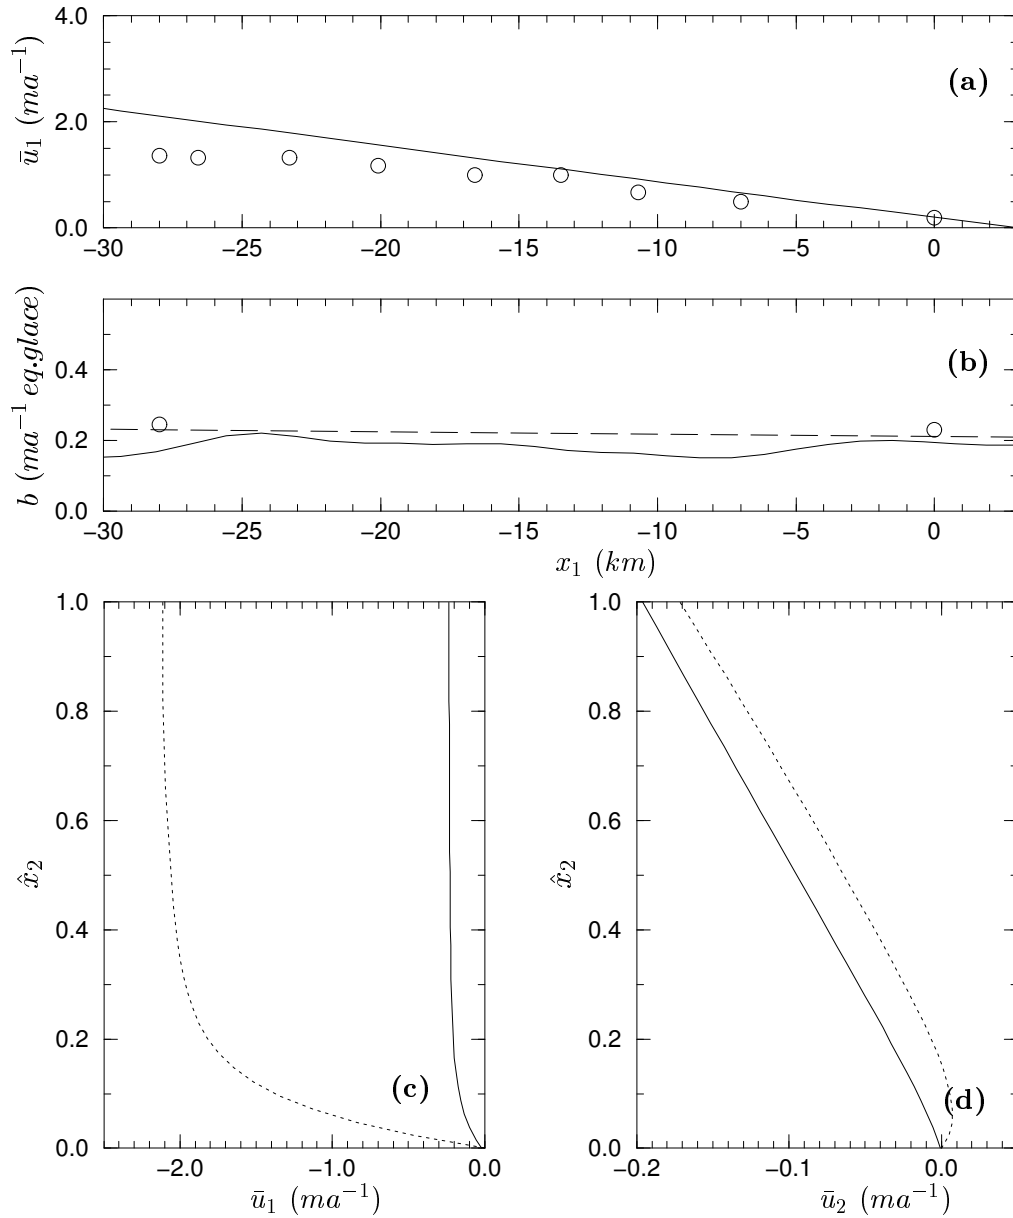 4.0
(a)
2.0
0.0
ū₁ (ma⁻¹)
−30 −25 −20 −15 −10 −5 0
(b)
0.4
0.2
0.0
b (ma⁻¹ eq.glace)
−30 −25 −20 −15 −10 −5 0
x₁ (km)
1.0
0.8
0.6
0.4
0.2
0.0
x̂₂
(c)
−2.0 −1.0 0.0
ū₁ (ma⁻¹)
1.0
0.8
0.6
0.4
0.2
0.0
x̂₂
(d)
−0.2 −0.1 0.0
ū₂ (ma⁻¹)